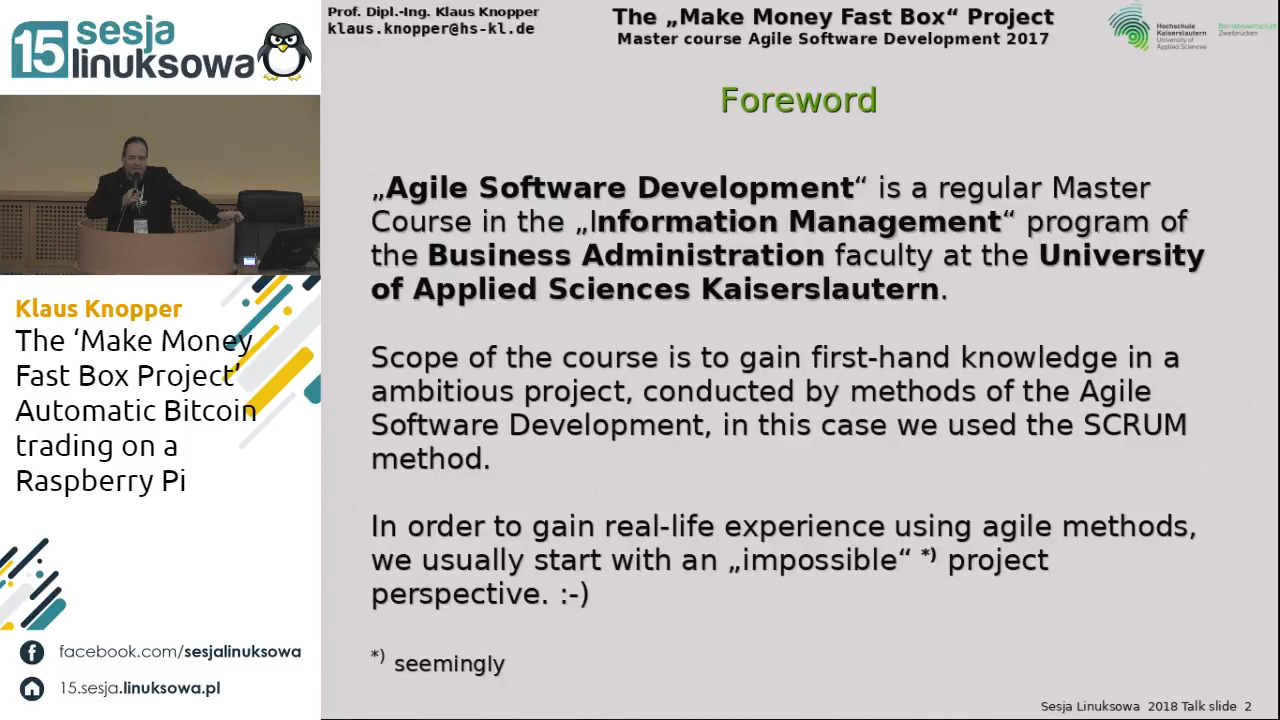 15 sesja
linuksowa
Klaus Knopper
The ‘Make Money
Fast Box Project’
Automatic Bitcoin
trading on a
Raspberry Pi
facebook.com/sesjalinuksowa
15.sesja.linuksowa.pl
Prof. Dipl.-Ing. Klaus Knopper
klaus.knopper@hs-kl.de
The „Make Money Fast Box“ Project
Master course Agile Software Development 2017
Hochschule
Kaiserslautern
University of
Applied Sciences
Betriebswirtschaft
Zweibrücken
Foreword
„Agile Software Development“ is a regular Master
Course in the „Information Management“ program of
the Business Administration faculty at the University
of Applied Sciences Kaiserslautern.
Scope of the course is to gain first-hand knowledge in a
ambitious project, conducted by methods of the Agile
Software Development, in this case we used the SCRUM
method.
In order to gain real-life experience using agile methods,
we usually start with an „impossible“ *) project
perspective. :-)
*) seemingly
Sesja Linuksowa 2018 Talk slide 2